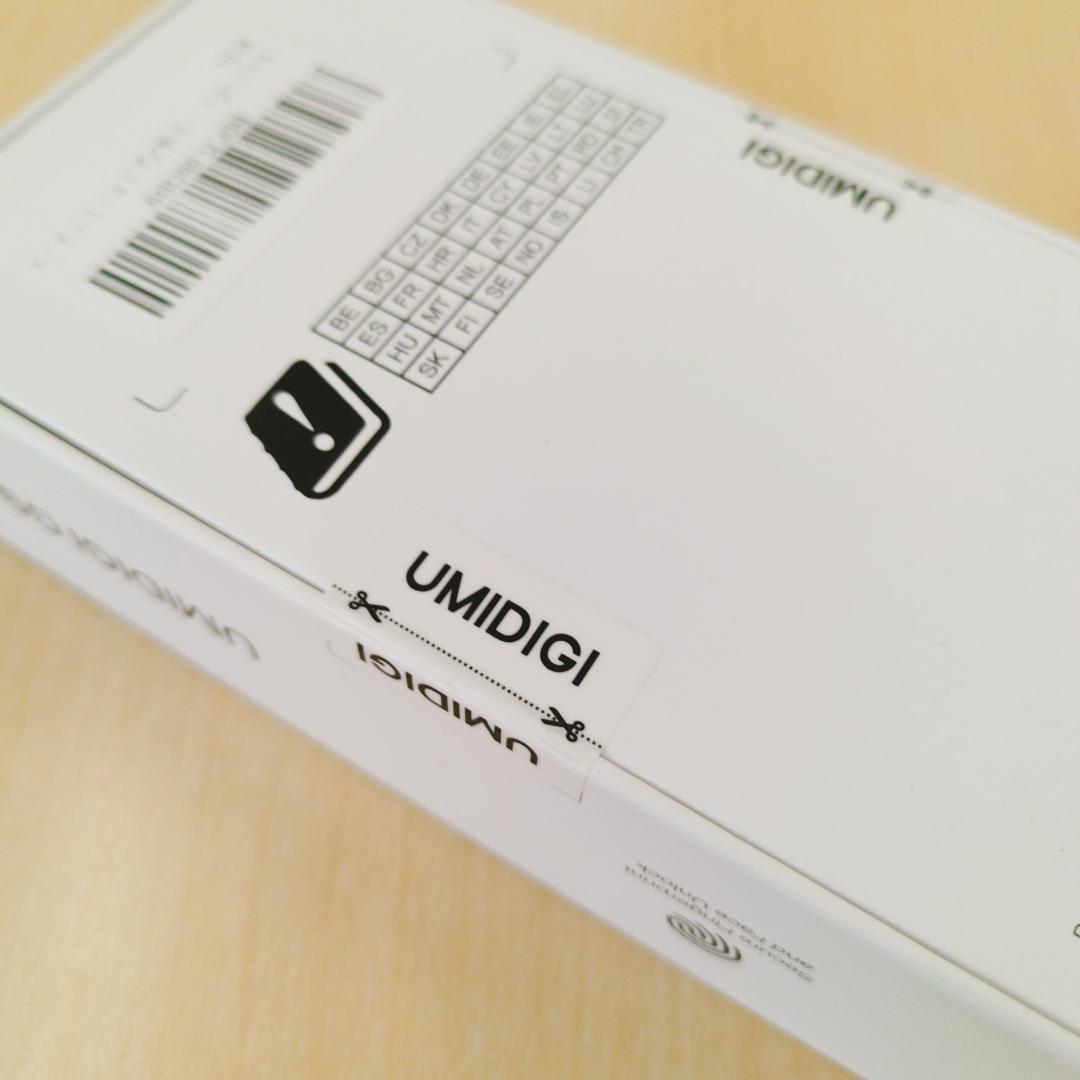 BE BG CZ DK DE EE IE EL
ES FR HR IT CY LV LT LU
HU MT NL AT PL PT RO SI
SK FI SE NO IS LI CH TR
UMIDIGI
UMIDIGI
UMIDIGI
UMIDIGI
Secure Fingerprint
and Face Unlock